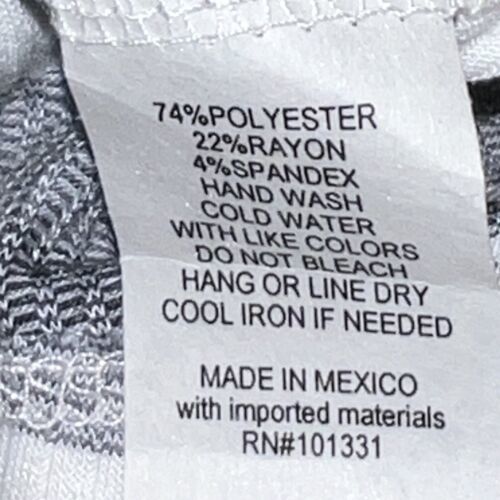 74%POLYESTER
22%RAYON
4%SPANDEX
HAND WASH
COLD WATER
WITH LIKE COLORS
DO NOT BLEACH
HANG OR LINE DRY
COOL IRON IF NEEDED
MADE IN MEXICO
with imported materials
RN#101331